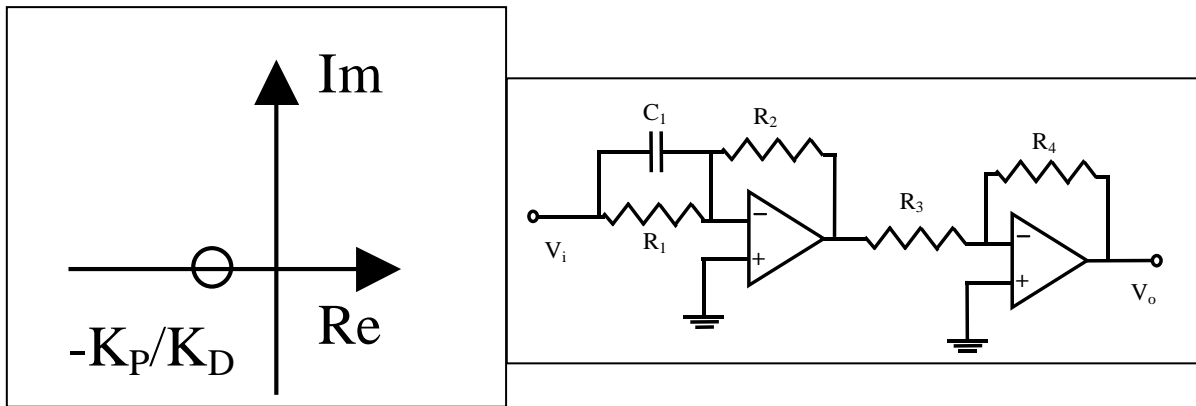 Im
Re
-K_P/K_D
C_1
R_2
R_4
R_3
R_1
V_i
−
+
−
+
V_o